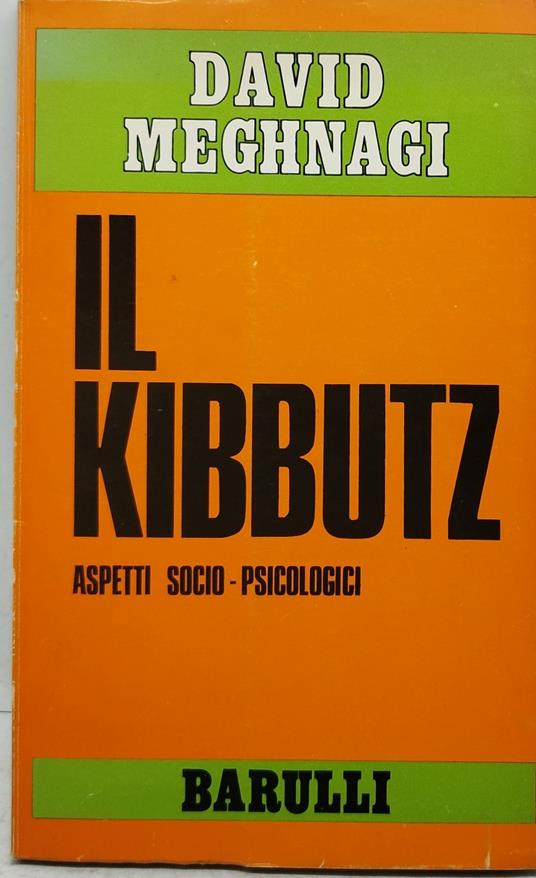 DAVID
MEGHNAGI
IL
KIBBUTZ
ASPETTI SOCIO-PSICOLOGICI
BARULLI